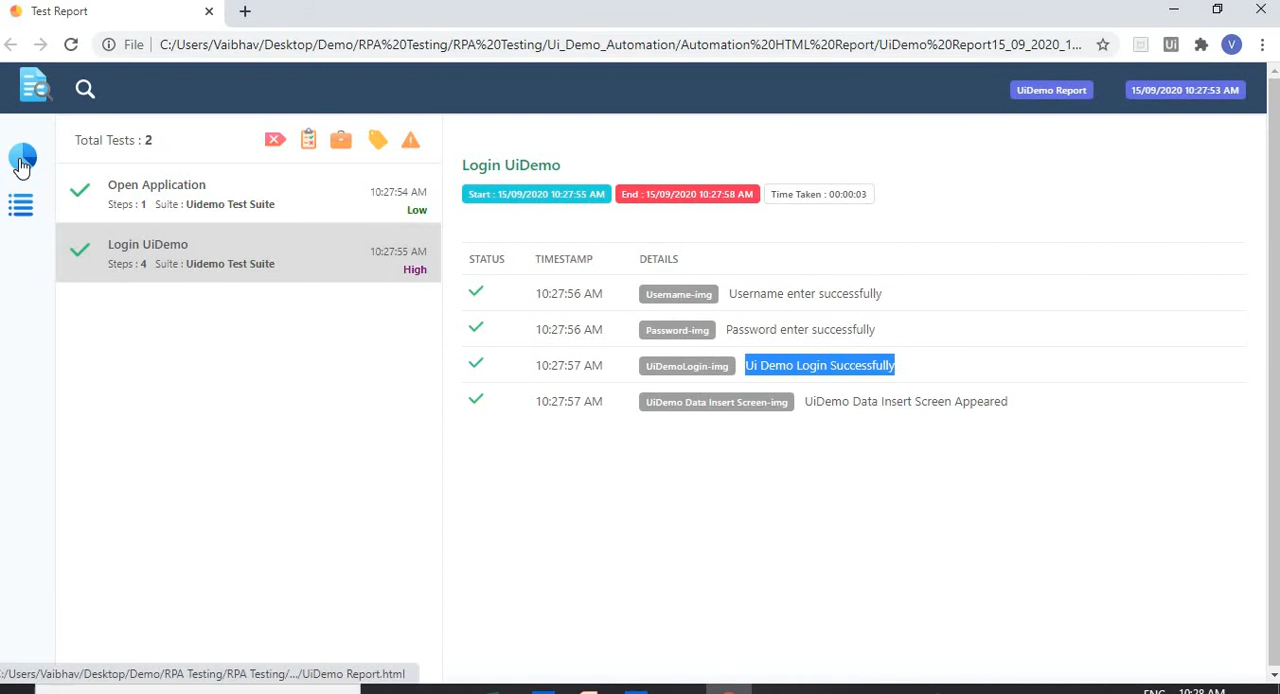 Test Report
File
C:/Users/Vaibhav/Desktop/Demo/RPA%20Testing/RPA%20Testing/Ui_Demo_Automation/Automation%20HTML%20Report/UiDemo%20Report15_09_2020_1...
Ui
V
UiDemo Report
15/09/2020 10:27:53 AM
Total Tests : 2
Open Application
10:27:54 AM
Steps : 1 Suite : Uidemo Test Suite
Low
Login UiDemo
10:27:55 AM
Steps : 4 Suite : Uidemo Test Suite
High
Login UiDemo
Start : 15/09/2020 10:27:55 AM End : 15/09/2020 10:27:58 AM Time Taken : 00:00:03
STATUS TIMESTAMP DETAILS
10:27:56 AM Username-img Username enter successfully
10:27:56 AM Password-img Password enter successfully
10:27:57 AM UiDemoLogin-img Ui Demo Login Successfully
10:27:57 AM UiDemo Data Insert Screen-img UiDemo Data Insert Screen Appeared
:/Users/Vaibhav/Desktop/Demo/RPA Testing/RPA Testing/.../UiDemo Report.html
ENG 10:28 AM